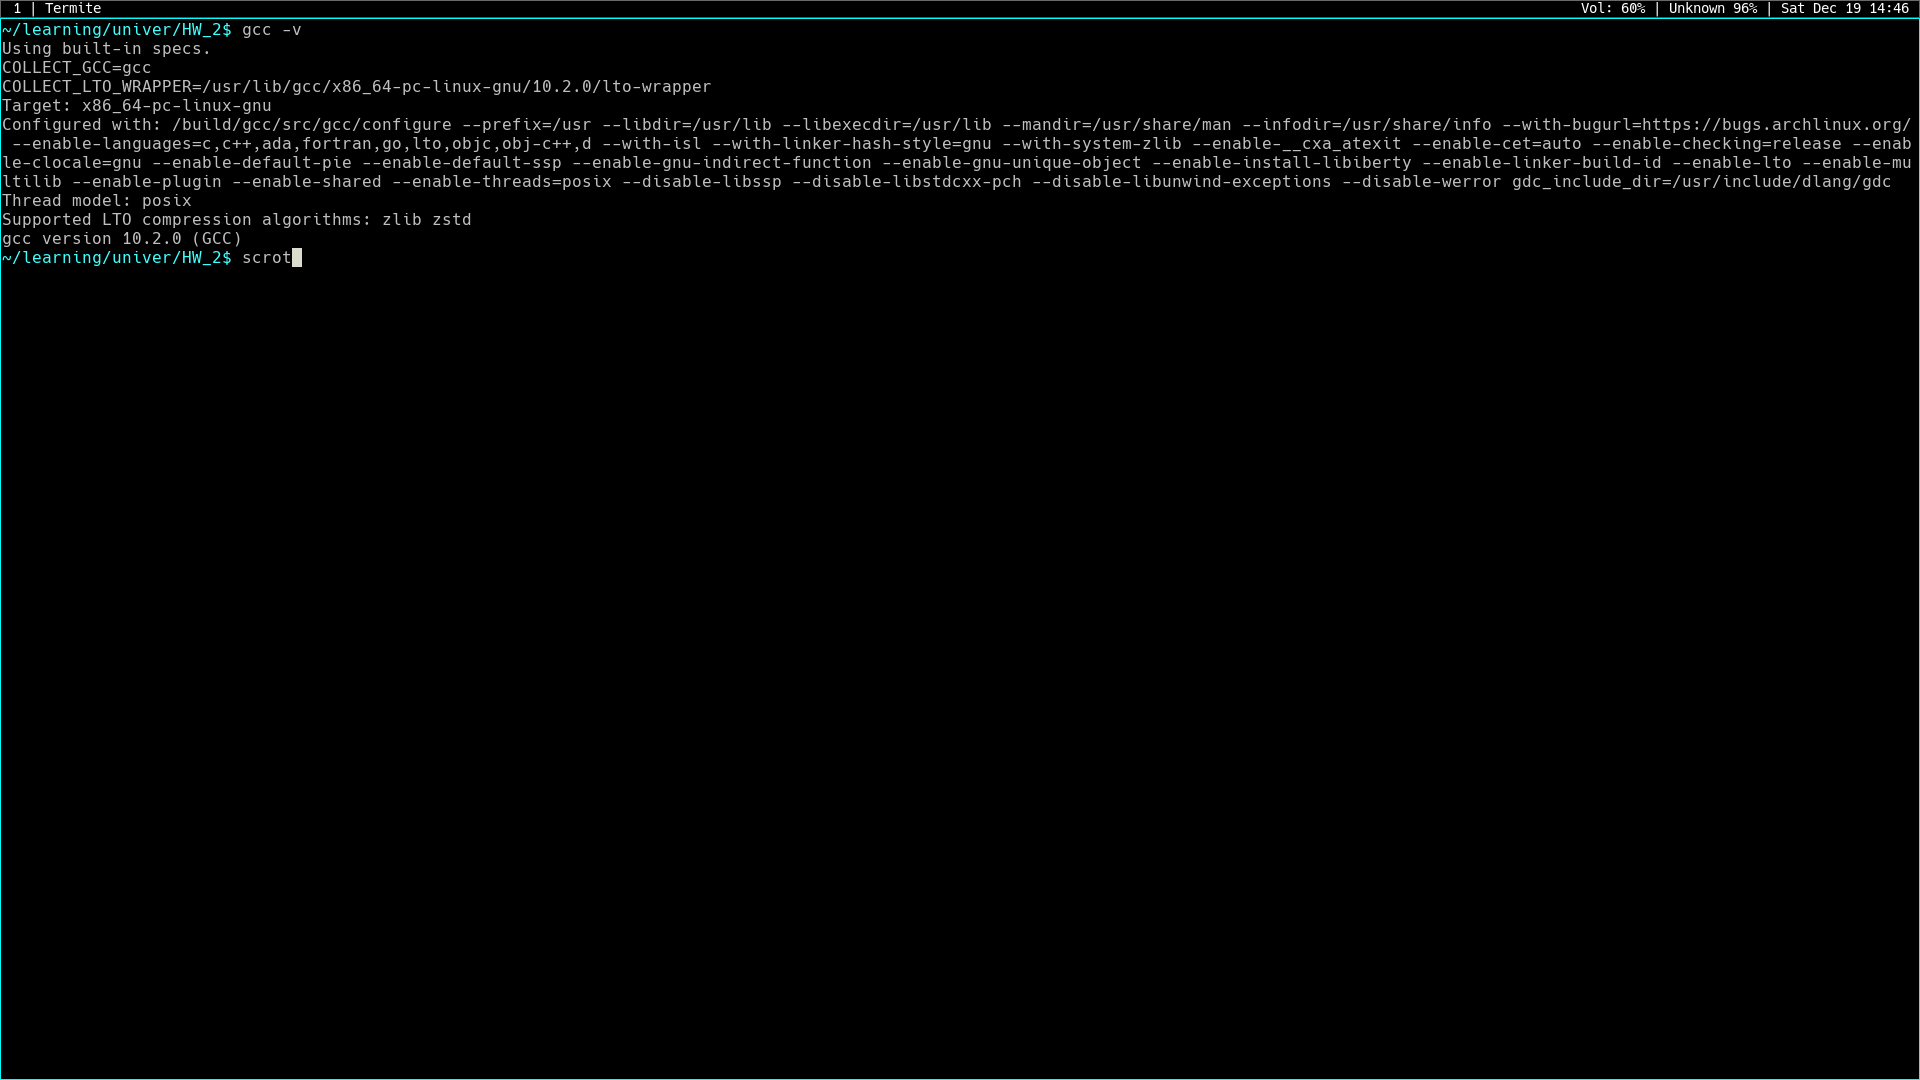 1 | Termite Vol: 60% | Unknown 96% | Sat Dec 19 14:46
~/learning/univer/HW_2$ gcc -v
Using built-in specs.
COLLECT_GCC=gcc
COLLECT_LTO_WRAPPER=/usr/lib/gcc/x86_64-pc-linux-gnu/10.2.0/lto-wrapper
Target: x86_64-pc-linux-gnu
Configured with: /build/gcc/src/gcc/configure --prefix=/usr --libdir=/usr/lib --libexecdir=/usr/lib --mandir=/usr/share/man --infodir=/usr/share/info --with-bugurl=https://bugs.archlinux.org/
 --enable-languages=c,c++,ada,fortran,go,lto,objc,obj-c++,d --with-isl --with-linker-hash-style=gnu --with-system-zlib --enable-__cxa_atexit --enable-cet=auto --enable-checking=release --enab
le-clocale=gnu --enable-default-pie --enable-default-ssp --enable-gnu-indirect-function --enable-gnu-unique-object --enable-install-libiberty --enable-linker-build-id --enable-lto --enable-mu
ltilib --enable-plugin --enable-shared --enable-threads=posix --disable-libssp --disable-libstdcxx-pch --disable-libunwind-exceptions --disable-werror gdc_include_dir=/usr/include/dlang/gdc
Thread model: posix
Supported LTO compression algorithms: zlib zstd
gcc version 10.2.0 (GCC)
~/learning/univer/HW_2$ scrot